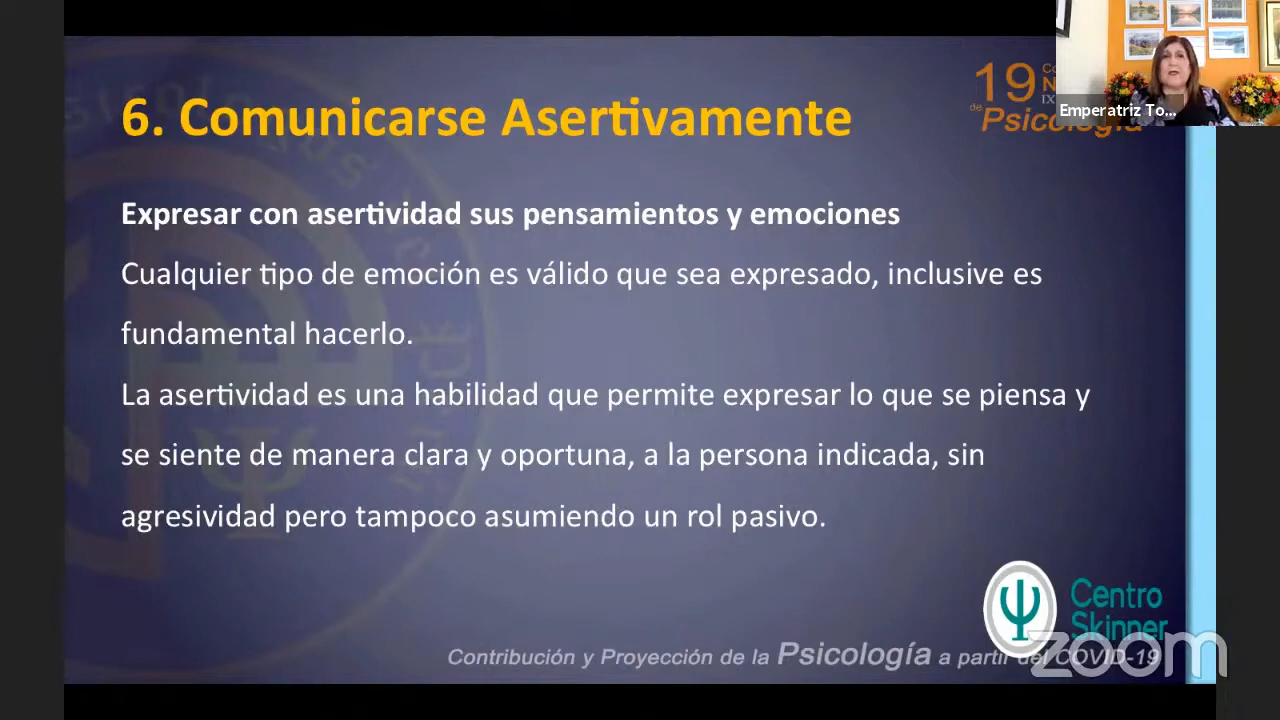 6. Comunicarse Asertivamente
19
de Psicología
Emperatriz To...
Expresar con asertividad sus pensamientos y emociones
Cualquier tipo de emoción es válido que sea expresado, inclusive es
fundamental hacerlo.
La asertividad es una habilidad que permite expresar lo que se piensa y
se siente de manera clara y oportuna, a la persona indicada, sin
agresividad pero tampoco asumiendo un rol pasivo.
Centro
Skinner
Contribución y Proyección de la Psicología a partir del COVID-19
zoom